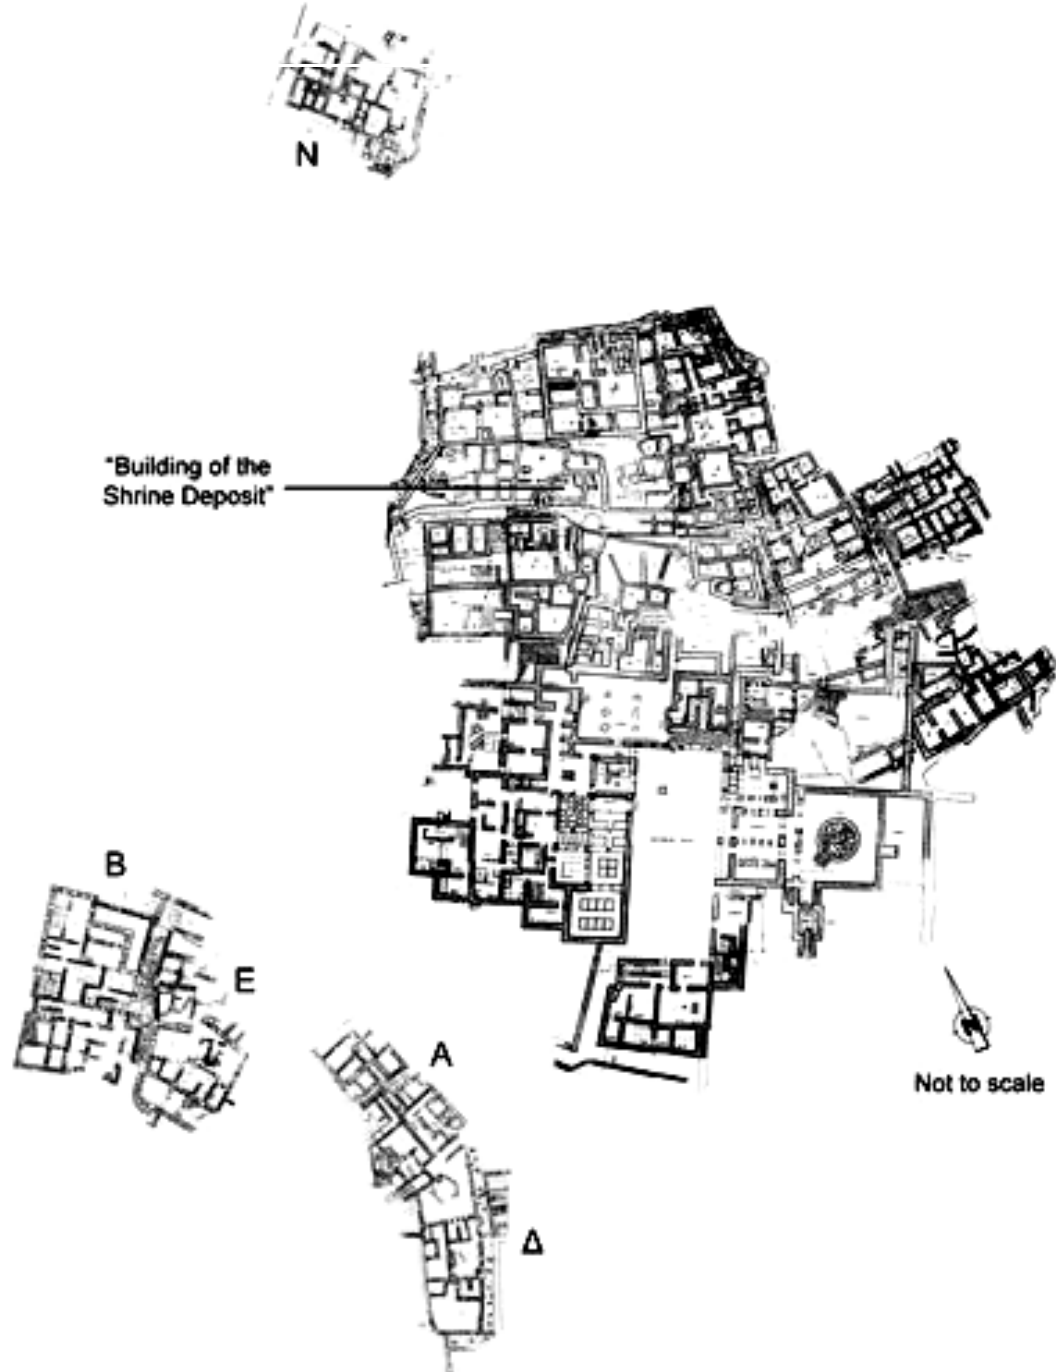 N
"Building of the
Shrine Deposit"
B
E
A
Δ
N
Not to scale